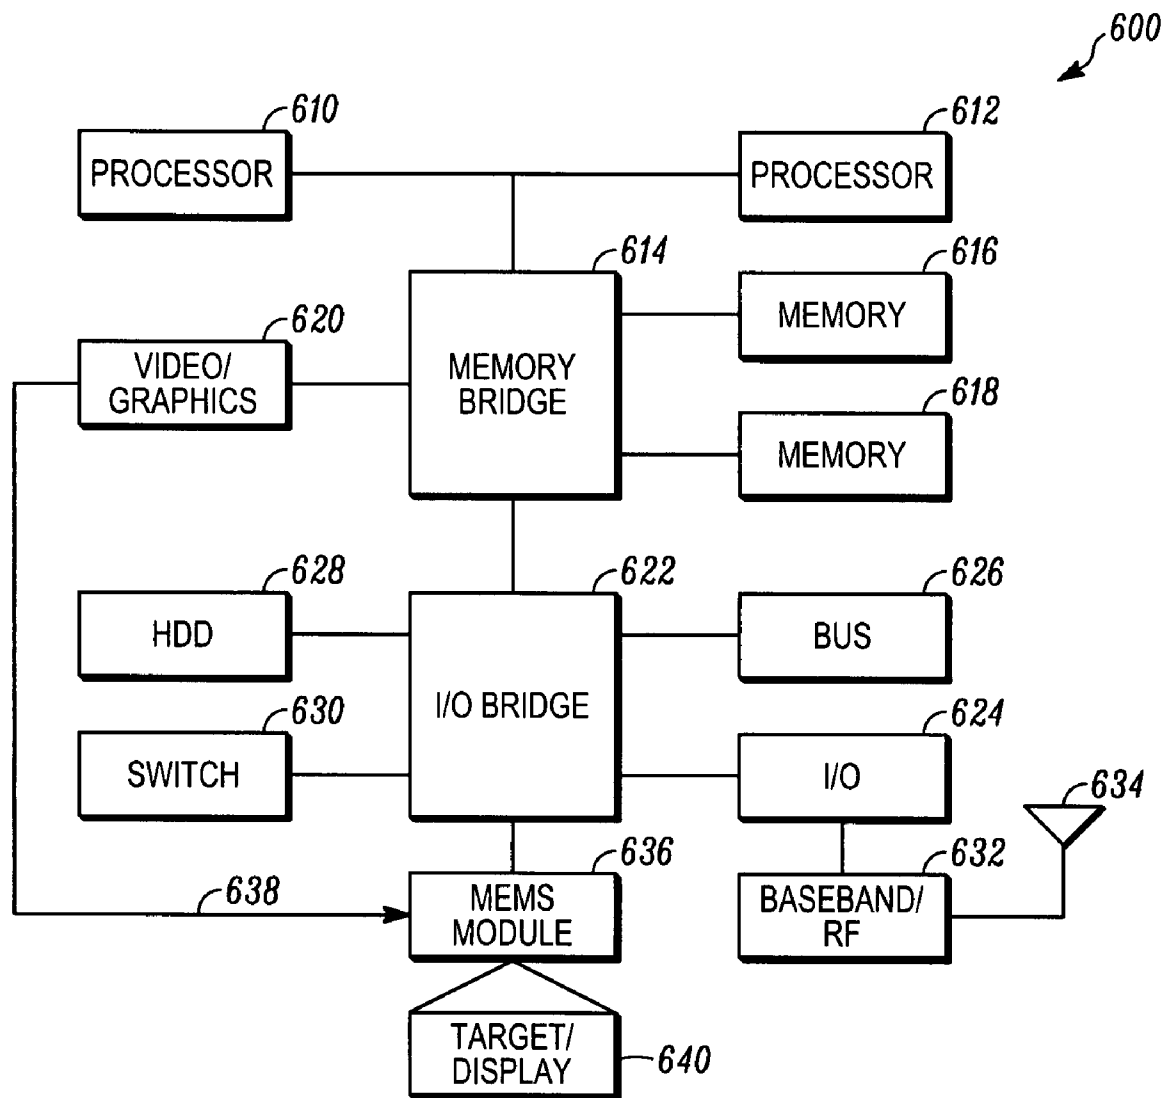 600
610
PROCESSOR
612
PROCESSOR
614
MEMORY
BRIDGE
616
MEMORY
620
VIDEO/
GRAPHICS
618
MEMORY
628
HDD
622
I/O BRIDGE
626
BUS
630
SWITCH
624
I/O
634
636
MEMS
MODULE
632
BASEBAND/
RF
638
TARGET/
DISPLAY
640